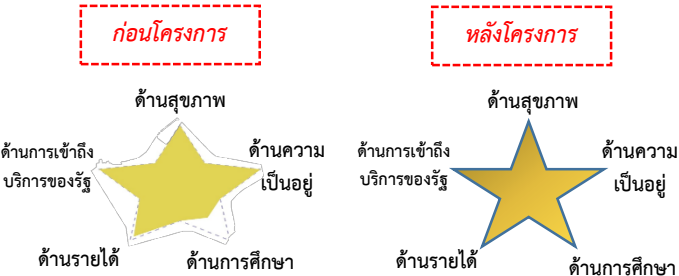 ก่อนโครงการ
ด้านสุขภาพ
ด้านการเข้าถึง
บริการของรัฐ
ด้านความ
เป็นอยู่
ด้านรายได้
ด้านการศึกษา
หลังโครงการ
ด้านสุขภาพ
ด้านการเข้าถึง
บริการของรัฐ
ด้านความ
เป็นอยู่
ด้านรายได้
ด้านการศึกษา